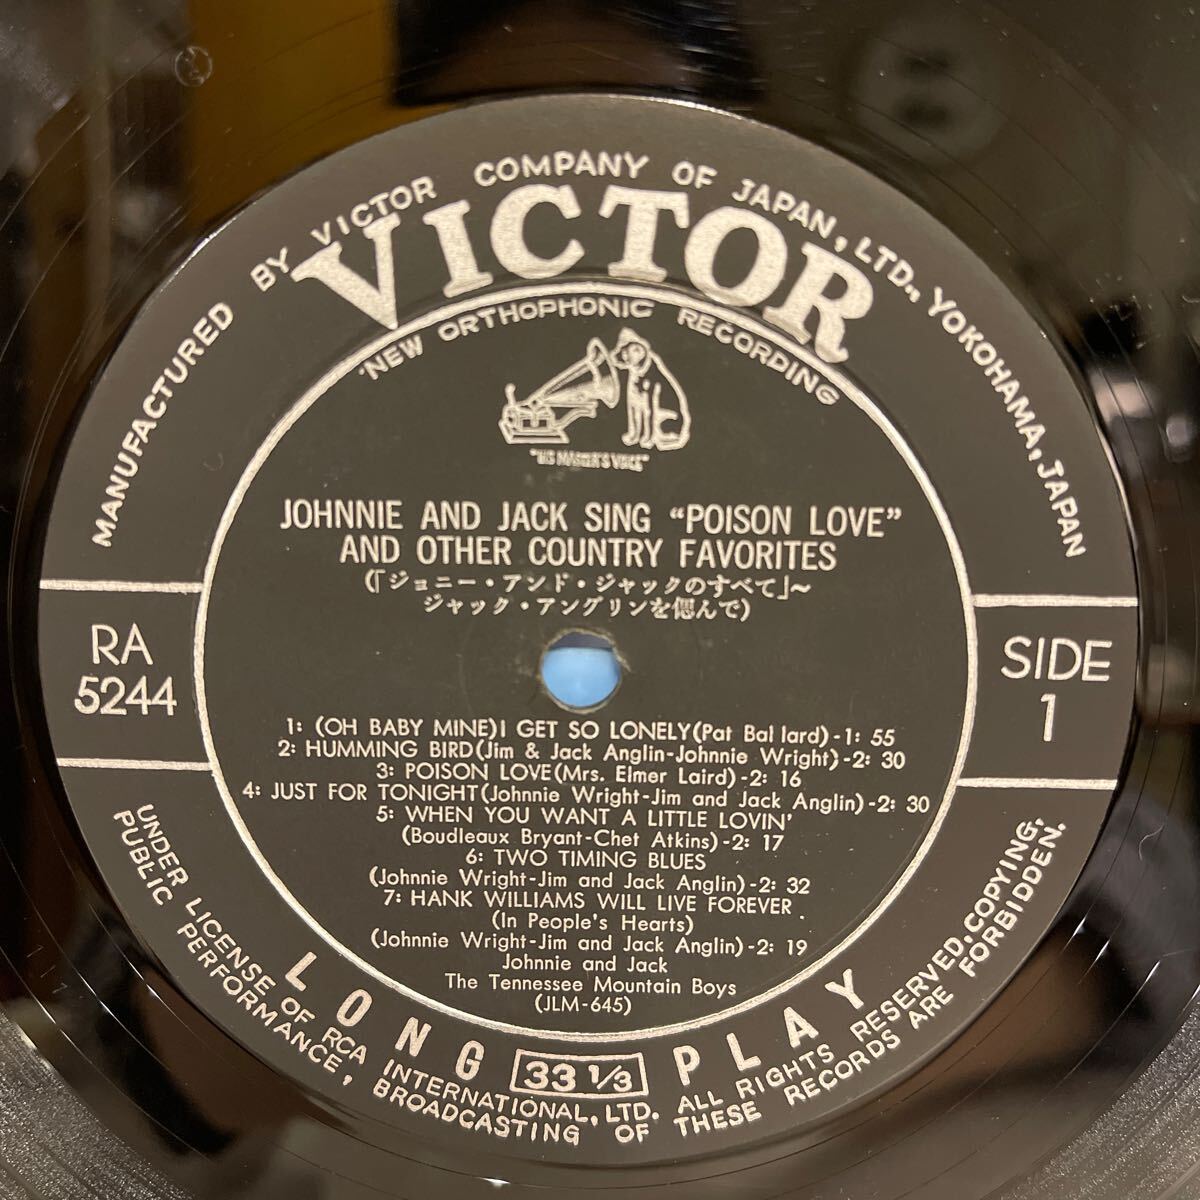 MANUFACTURED BY VICTOR COMPANY OF JAPAN, LTD., YOKOHAMA, JAPAN
VICTOR
"NEW ORTHOPHONIC RECORDING
"HIS MASTER'S VOICE"
JOHNNIE AND JACK SING “POISON LOVE”
AND OTHER COUNTRY FAVORITES
(「ジョニー・アンド・ジャックのすべて」～
ジャック・アングリンを偲んで)
RA
5244
SIDE
1
1: (OH BABY MINE) I GET SO LONELY (Pat Ballard) - 1: 55
2: HUMMING BIRD (Jim & Jack Anglin-Johnnie Wright) - 2: 30
3: POISON LOVE (Mrs. Elmer Laird) - 2: 16
4: JUST FOR TONIGHT (Johnnie Wright-Jim and Jack Anglin) - 2: 30
5: WHEN YOU WANT A LITTLE LOVIN'
(Boudleaux Bryant-Chet Atkins) - 2: 17
6: TWO TIMING BLUES
(Johnnie Wright-Jim and Jack Anglin) - 2: 32
7: HANK WILLIAMS WILL LIVE FOREVER
(In People's Hearts)
(Johnnie Wright-Jim and Jack Anglin) - 2: 19
Johnnie and Jack
The Tennessee Mountain Boys
(JLM-645)
LONG 33 1/3 PLAY
UNDER LICENSE OF RCA INTERNATIONAL, LTD. ALL RIGHTS RESERVED, COPYING,
PUBLIC PERFORMANCE, BROADCASTING OF THESE RECORDS ARE FORBIDDEN.